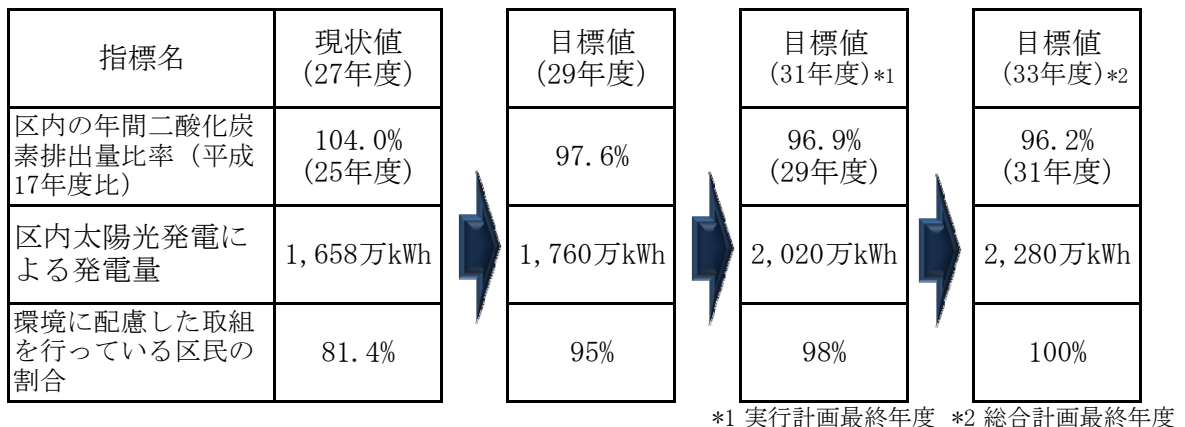 指標名
現状値
(27年度)
目標値
(29年度)
目標値
(31年度)*1
目標値
(33年度)*2
区内の年間二酸化炭
素排出量比率（平成
17年度比）
104.0%
(25年度)
97.6%
96.9%
(29年度)
96.2%
(31年度)
区内太陽光発電に
よる発電量
1,658万kWh
1,760万kWh
2,020万kWh
2,280万kWh
環境に配慮した取組
を行っている区民の
割合
81.4%
95%
98%
100%
*1 実行計画最終年度 *2 総合計画最終年度